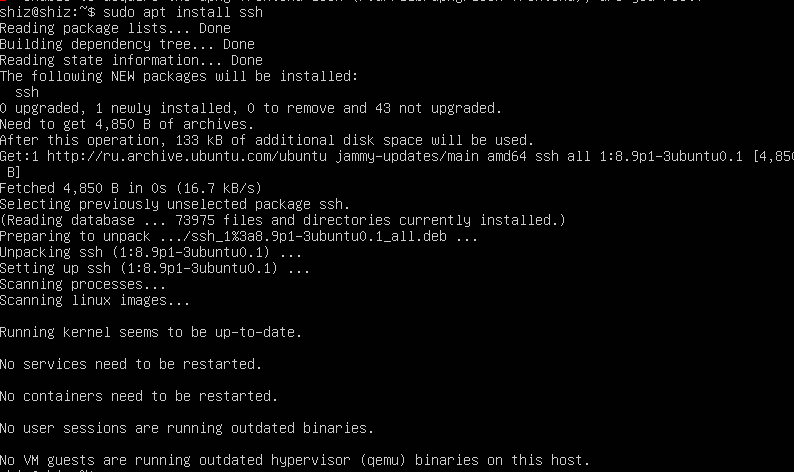 shiz@shiz:~$ sudo apt install ssh
Reading package lists... Done
Building dependency tree... Done
Reading state information... Done
The following NEW packages will be installed:
  ssh
0 upgraded, 1 newly installed, 0 to remove and 43 not upgraded.
Need to get 4,850 B of archives.
After this operation, 133 kB of additional disk space will be used.
Get:1 http://ru.archive.ubuntu.com/ubuntu jammy-updates/main amd64 ssh all 1:8.9p1-3ubuntu0.1 [4,850
 B]
Fetched 4,850 B in 0s (16.7 kB/s)
Selecting previously unselected package ssh.
(Reading database ... 73975 files and directories currently installed.)
Preparing to unpack .../ssh_1%3a8.9p1-3ubuntu0.1_all.deb ...
Unpacking ssh (1:8.9p1-3ubuntu0.1) ...
Setting up ssh (1:8.9p1-3ubuntu0.1) ...
Scanning processes...
Scanning linux images...
Running kernel seems to be up-to-date.
No services need to be restarted.
No containers need to be restarted.
No user sessions are running outdated binaries.
No VM guests are running outdated hypervisor (qemu) binaries on this host.